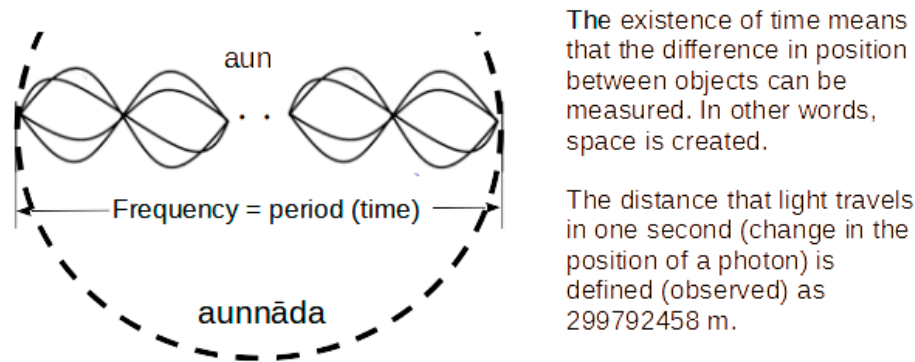 aun
Frequency = period (time)
aunnāda
The existence of time means
that the difference in position
between objects can be
measured. In other words,
space is created.
The distance that light travels
in one second (change in the
position of a photon) is
defined (observed) as
299792458 m.